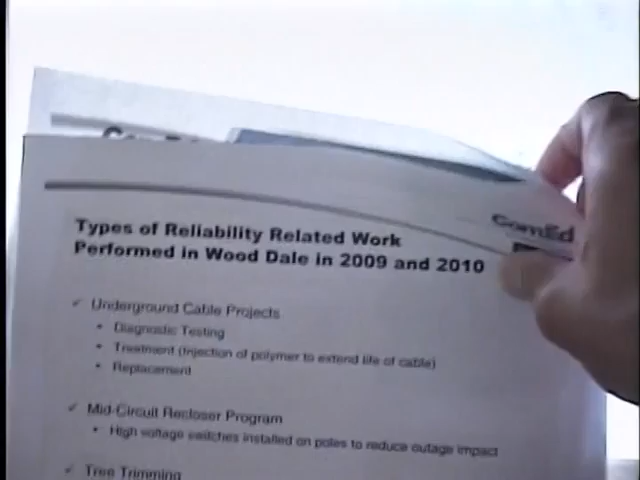 ComEd
Types of Reliability Related Work
Performed in Wood Dale in 2009 and 2010
✓ Underground Cable Projects
• Diagnostic Testing
• Treatment (Injection of polymer to extend life of cable)
• Replacement
✓ Mid-Circuit Recloser Program
• High voltage switches installed on poles to reduce outage impact
✓ Tree Trimming